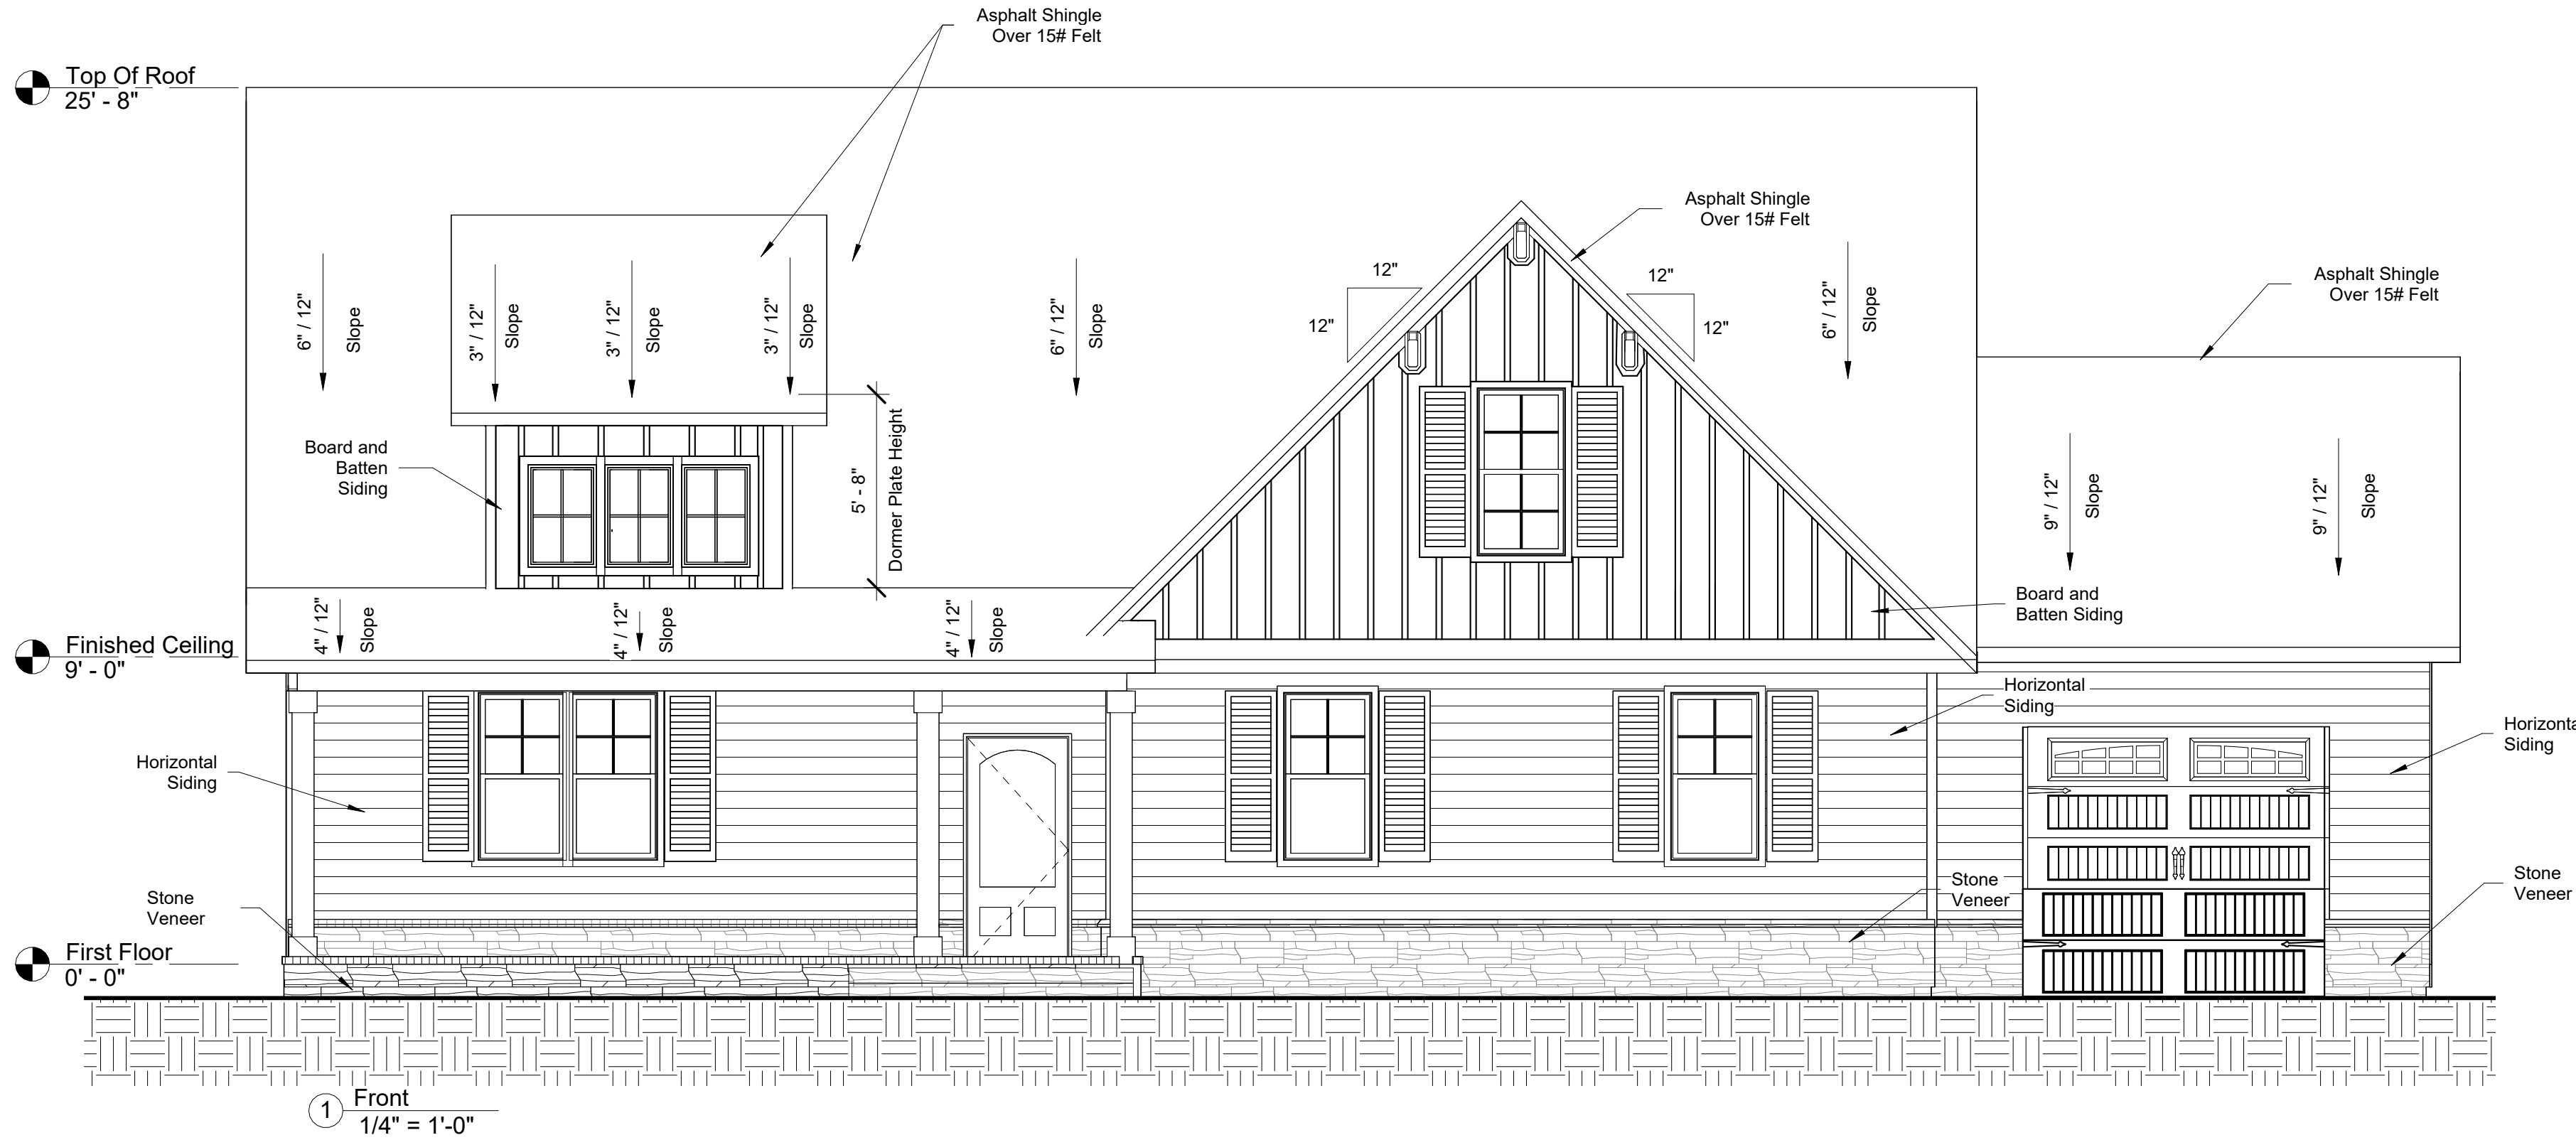 Asphalt Shingle
Over 15# Felt
Top Of Roof
25' - 8"
Asphalt Shingle
Over 15# Felt
Asphalt Shingle
Over 15# Felt
12"
12"
12"
12"
6" / 12"
Slope
3" / 12"
Slope
3" / 12"
Slope
3" / 12"
Slope
6" / 12"
Slope
6" / 12"
Slope
Board and
Batten
Siding
5' - 8"
Dormer Plate Height
9" / 12"
Slope
9" / 12"
Slope
Board and
Batten Siding
4" / 12"
Slope
4" / 12"
Slope
4" / 12"
Slope
Finished Ceiling
9' - 0"
Horizontal
Siding
Horizonta
Siding
Horizontal
Siding
Stone
Veneer
Stone
Veneer
Stone
Veneer
First Floor
0' - 0"
1
Front
1/4" = 1'-0"